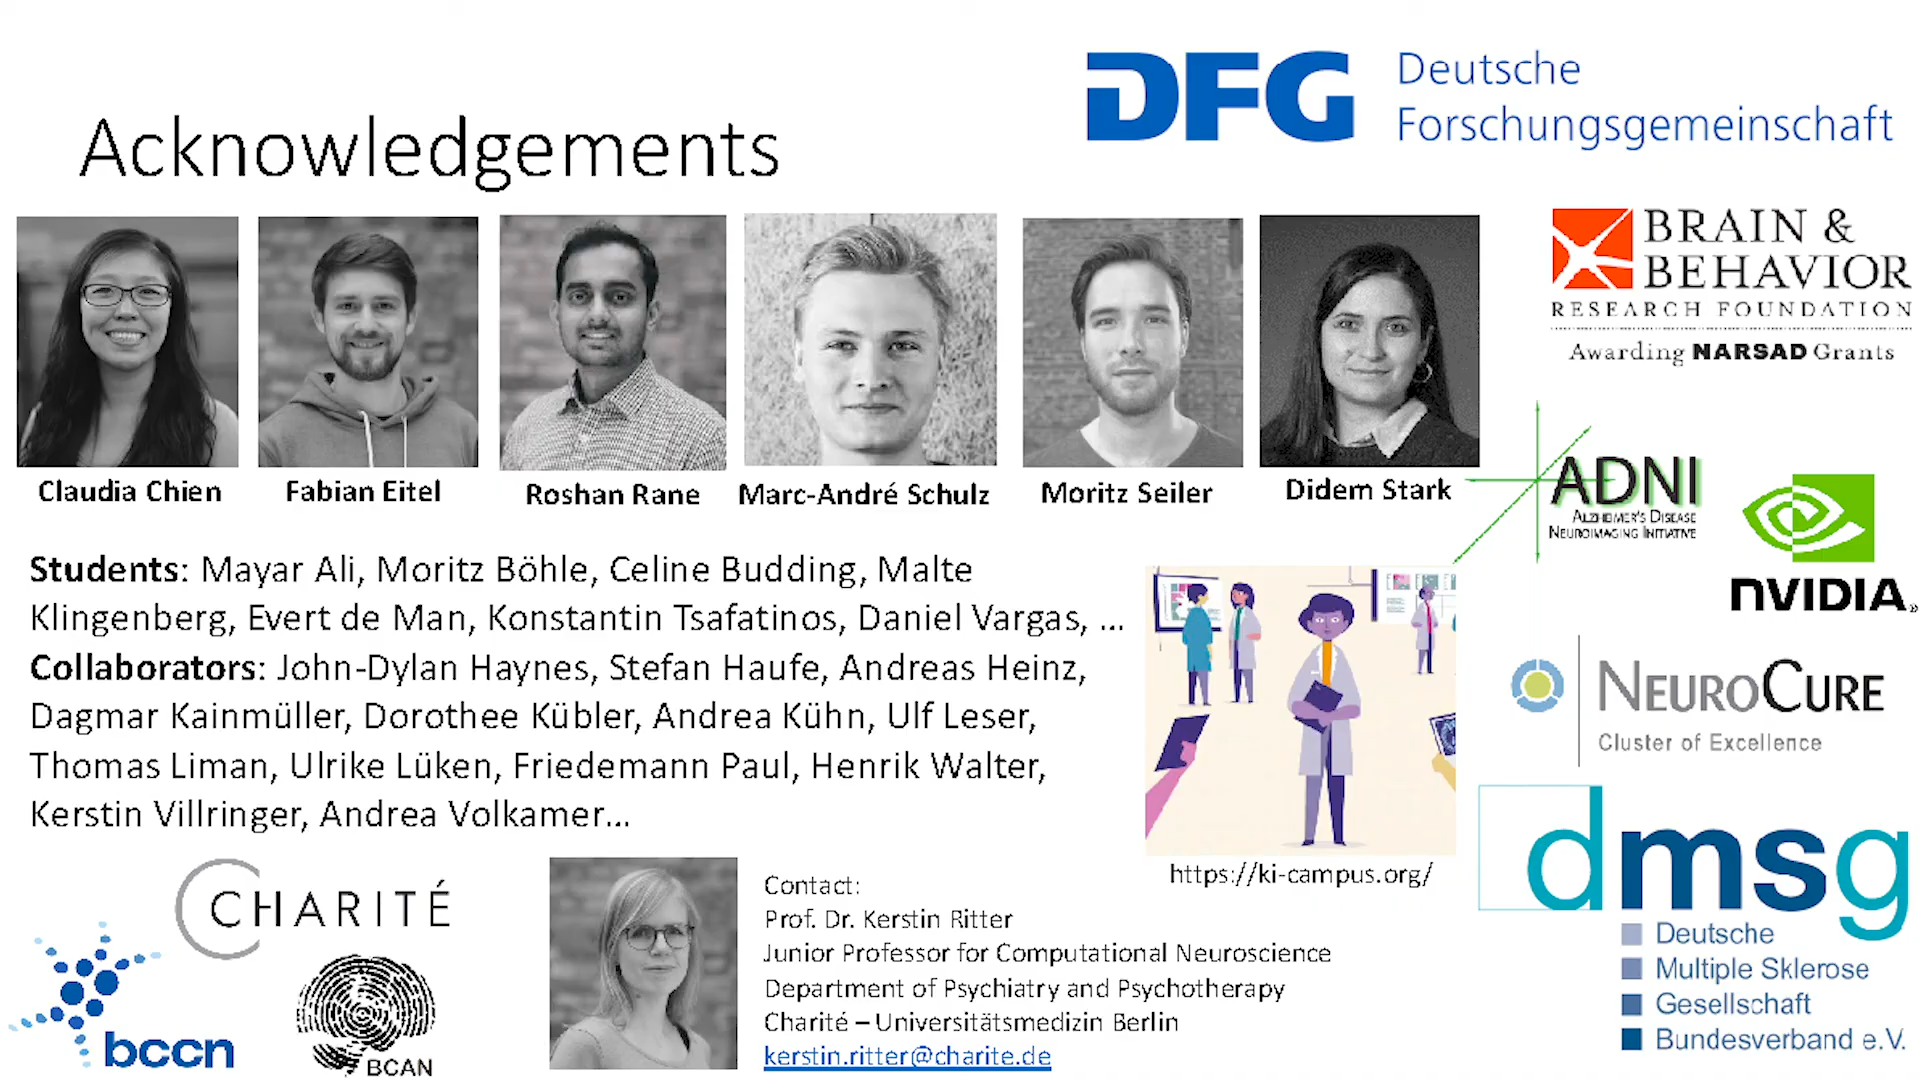 Acknowledgements
DFG Deutsche
Forschungsgemeinschaft
BRAIN &
BEHAVIOR
RESEARCH FOUNDATION
Awarding NARSAD Grants
Claudia Chien
Fabian Eitel
Roshan Rane
Marc-André Schulz
Moritz Seiler
Didem Stark
ADNI
ALZHEIMER'S DISEASE
NEUROIMAGING INITIATIVE
NVIDIA
Students: Mayar Ali, Moritz Böhle, Celine Budding, Malte
Klingenberg, Evert de Man, Konstantin Tsafatinos, Daniel Vargas, ...
Collaborators: John-Dylan Haynes, Stefan Haufe, Andreas Heinz,
Dagmar Kainmüller, Dorothee Kübler, Andrea Kühn, Ulf Leser,
Thomas Liman, Ulrike Lüken, Friedemann Paul, Henrik Walter,
Kerstin Villringer, Andrea Volkamer...
https://ki-campus.org/
NEUROCURE
Cluster of Excellence
dmsg
Deutsche
Multiple Sklerose
Gesellschaft
Bundesverband e.V.
CHARITÉ
bccn
BCAN
Contact:
Prof. Dr. Kerstin Ritter
Junior Professor for Computational Neuroscience
Department of Psychiatry and Psychotherapy
Charité – Universitätsmedizin Berlin
kerstin.ritter@charite.de